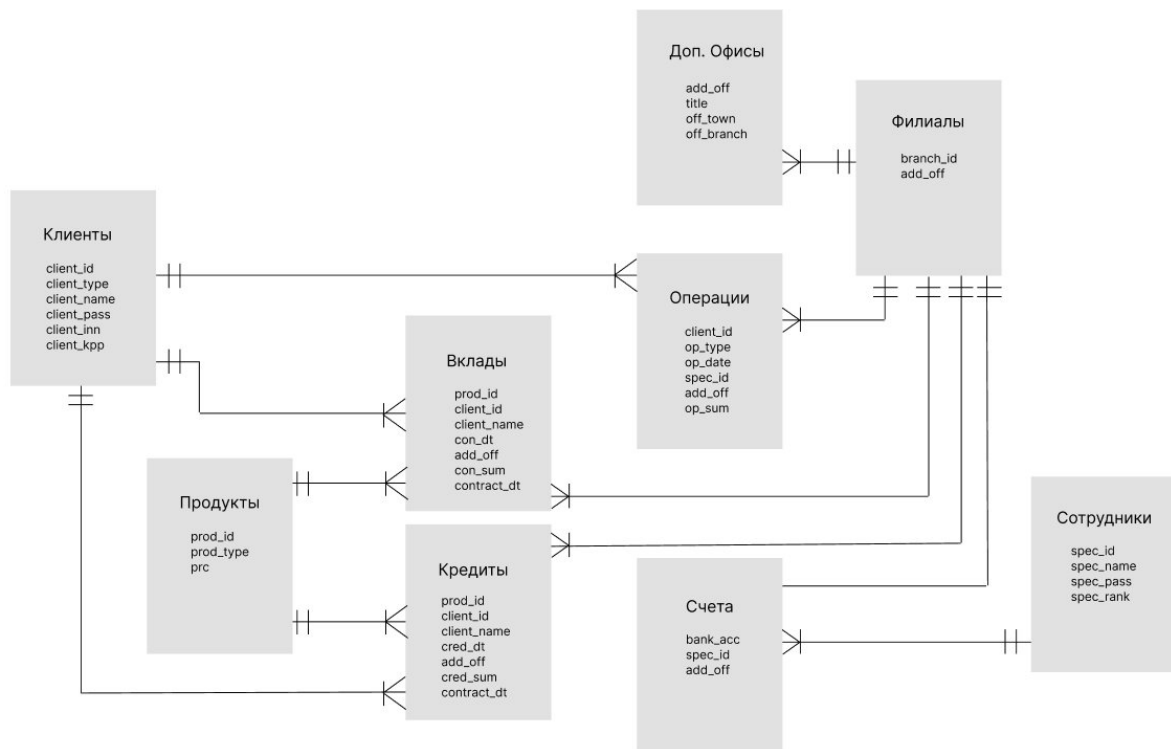 Доп. Офисы
add_off
title
off_town
off_branch
Филиалы
branch_id
add_off
Клиенты
client_id
client_type
client_name
client_pass
client_inn
client_kpp
Операции
client_id
op_type
op_date
spec_id
add_off
op_sum
Вклады
prod_id
client_id
client_name
con_dt
add_off
con_sum
contract_dt
Продукты
prod_id
prod_type
prc
Кредиты
prod_id
client_id
client_name
cred_dt
add_off
cred_sum
contract_dt
Счета
bank_acc
spec_id
add_off
Сотрудники
spec_id
spec_name
spec_pass
spec_rank